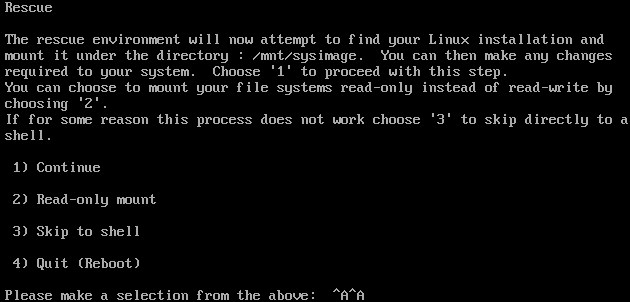 Rescue
The rescue environment will now attempt to find your Linux installation and
mount it under the directory : /mnt/sysimage.  You can then make any changes
required to your system.  Choose '1' to proceed with this step.
You can choose to mount your file systems read-only instead of read-write by
choosing '2'.
If for some reason this process does not work choose '3' to skip directly to a
shell.
1) Continue
2) Read-only mount
3) Skip to shell
4) Quit (Reboot)
Please make a selection from the above:  ^A^A